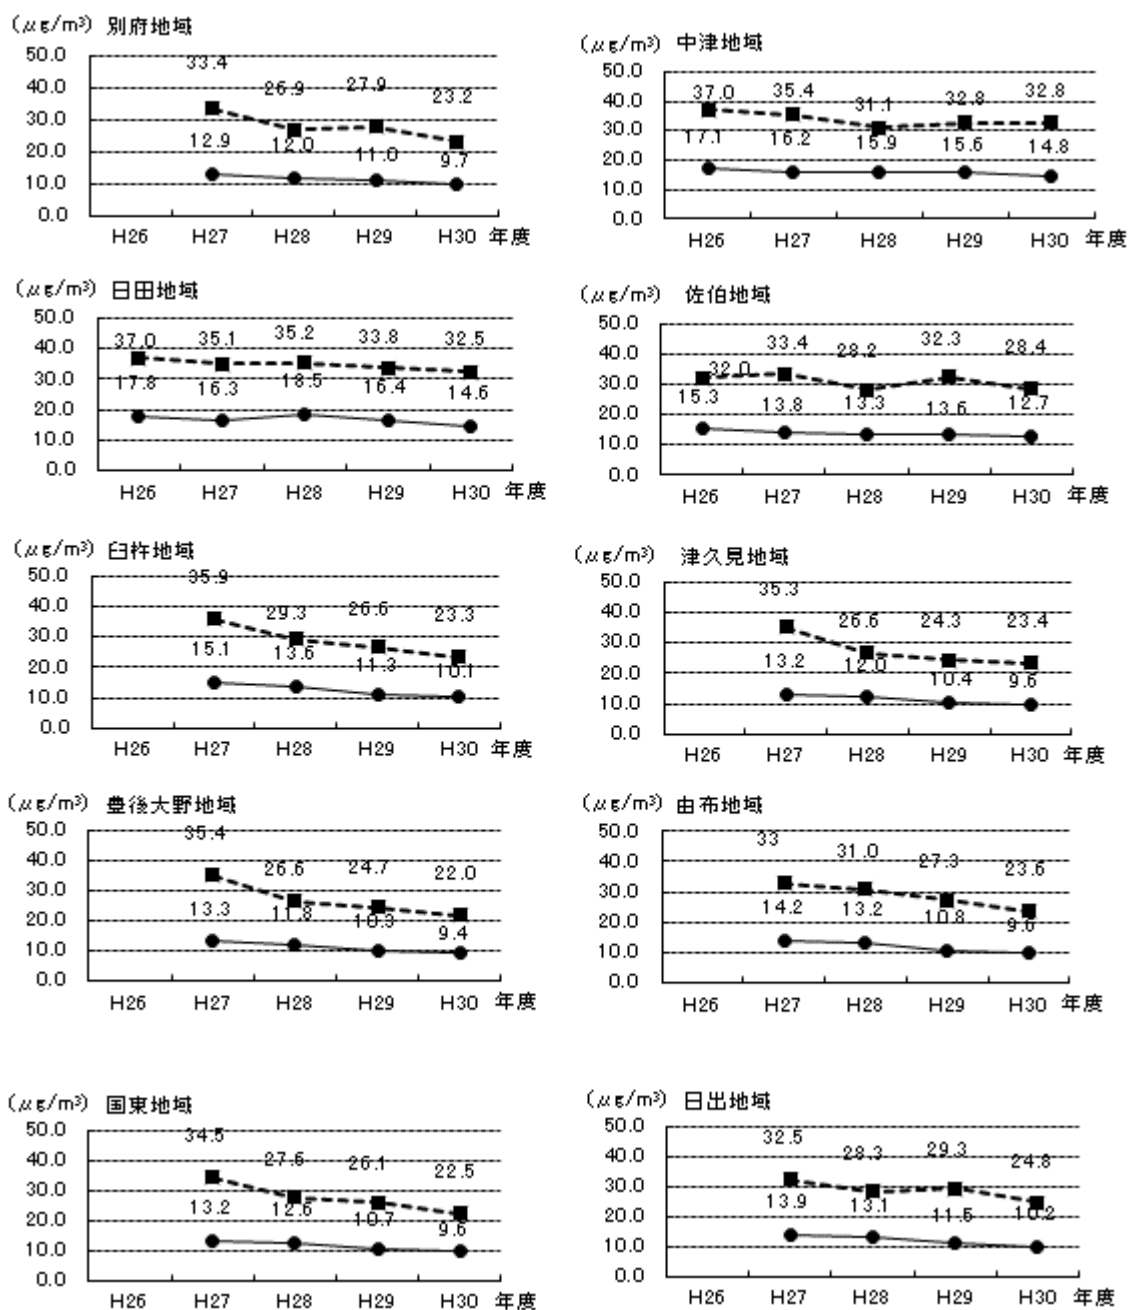 (μg/m³) 別府地域
50.0
40.0
30.0
20.0
10.0
0.0
33.4 26.9 27.9 23.2
12.9 12.0 11.0 9.7
H26 H27 H28 H29 H30 年度
(μg/m³) 中津地域
50.0
40.0
30.0
20.0
10.0
0.0
37.0 35.4 31.1 32.8 32.8
17.1 16.2 15.9 15.6 14.8
H26 H27 H28 H29 H30 年度
(μg/m³) 日田地域
50.0
40.0
30.0
20.0
10.0
0.0
37.0 35.1 35.2 33.8 32.5
17.8 16.3 18.5 16.4 14.6
H26 H27 H28 H29 H30 年度
(μg/m³) 佐伯地域
50.0
40.0
30.0
20.0
10.0
0.0
32.0 33.4 28.2 32.3 28.4
15.3 13.8 13.3 13.6 12.7
H26 H27 H28 H29 H30 年度
(μg/m³) 臼杵地域
50.0
40.0
30.0
20.0
10.0
0.0
35.9 29.3 26.6 23.3
15.1 13.6 11.3 10.1
H26 H27 H28 H29 H30 年度
(μg/m³) 津久見地域
50.0
40.0
30.0
20.0
10.0
0.0
35.3 26.6 24.3 23.4
13.2 12.0 10.4 9.6
H26 H27 H28 H29 H30 年度
(μg/m³) 豊後大野地域
50.0
40.0
30.0
20.0
10.0
0.0
35.4 26.6 24.7 22.0
13.3 11.8 10.3 9.4
H26 H27 H28 H29 H30 年度
(μg/m³) 由布地域
50.0
40.0
30.0
20.0
10.0
0.0
33 31.0 27.3 23.6
14.2 13.2 10.8
H26 H27 H28 H29 H30 年度
(μg/m³) 国東地域
50.0
40.0
30.0
20.0
10.0
0.0
34.5 27.6 26.1 22.5
13.2 12.6 10.7 9.6
H26 H27 H28 H29 H30 年度
(μg/m³) 日出地域
50.0
40.0
30.0
20.0
10.0
0.0
32.5 28.3 29.3 24.8
13.9 13.1 11.5 10.2
H26 H27 H28 H29 H30 年度